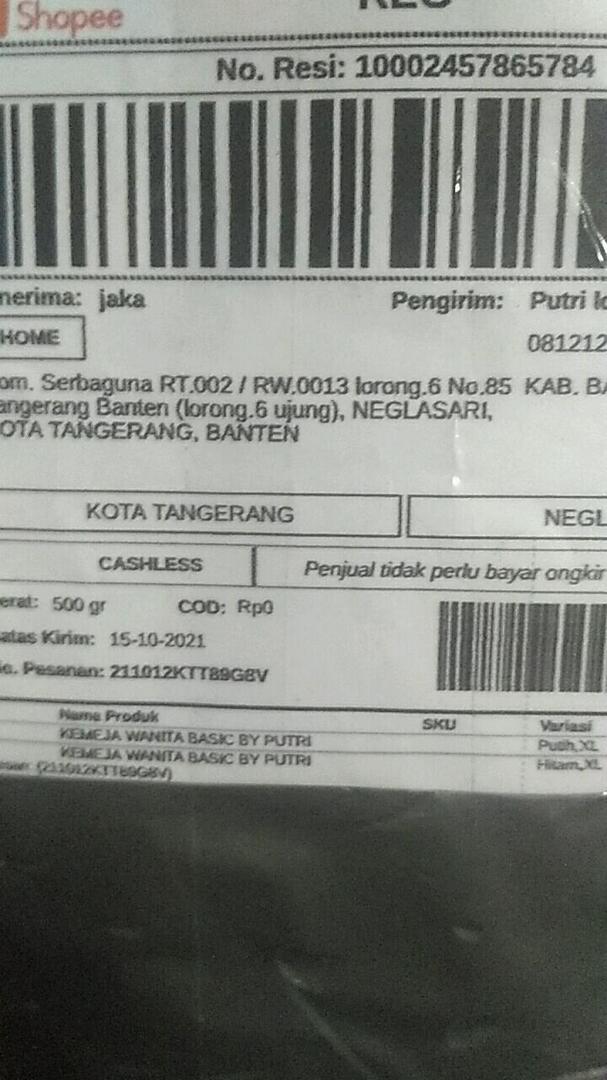 Shopee
No. Resi: 10002457865784
nerima: jaka Pengirim: Putri
HOME
081212
om. Serbaguna RT.002 / RW.0013 lorong.6 No.85 KAB. BA
angerang Banten (lorong.6 ujung), NEGLASARI,
OTA TANGERANG, BANTEN
KOTA TANGERANG NEGL
CASHLESS Penjual tidak perlu bayar ongkir
erat: 500 gr COD: Rp0
atas Kirim: 15-10-2021
o. Pesanan: 211012KTT89G8V
Nama Produk SKU Variasi
KEMEJA WANITA BASIC BY PUTRI Putih,XL
KEMEJA WANITA BASIC BY PUTRI Hitam,XL
(211012KTT89G8V)